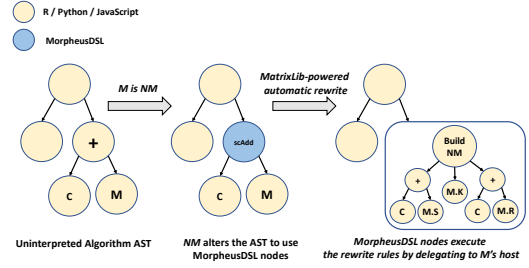 R / Python / JavaScript
MorpheusDSL
M is NM
MatrixLib-powered
automatic rewrite
+
scAdd
Build
NM
+
M.K
+
C
M
C
M
C
M.S
C
M.R
Uninterpreted Algorithm AST
NM alters the AST to use
MorpheusDSL nodes
MorpheusDSL nodes execute
the rewrite rules by delegating to M's host